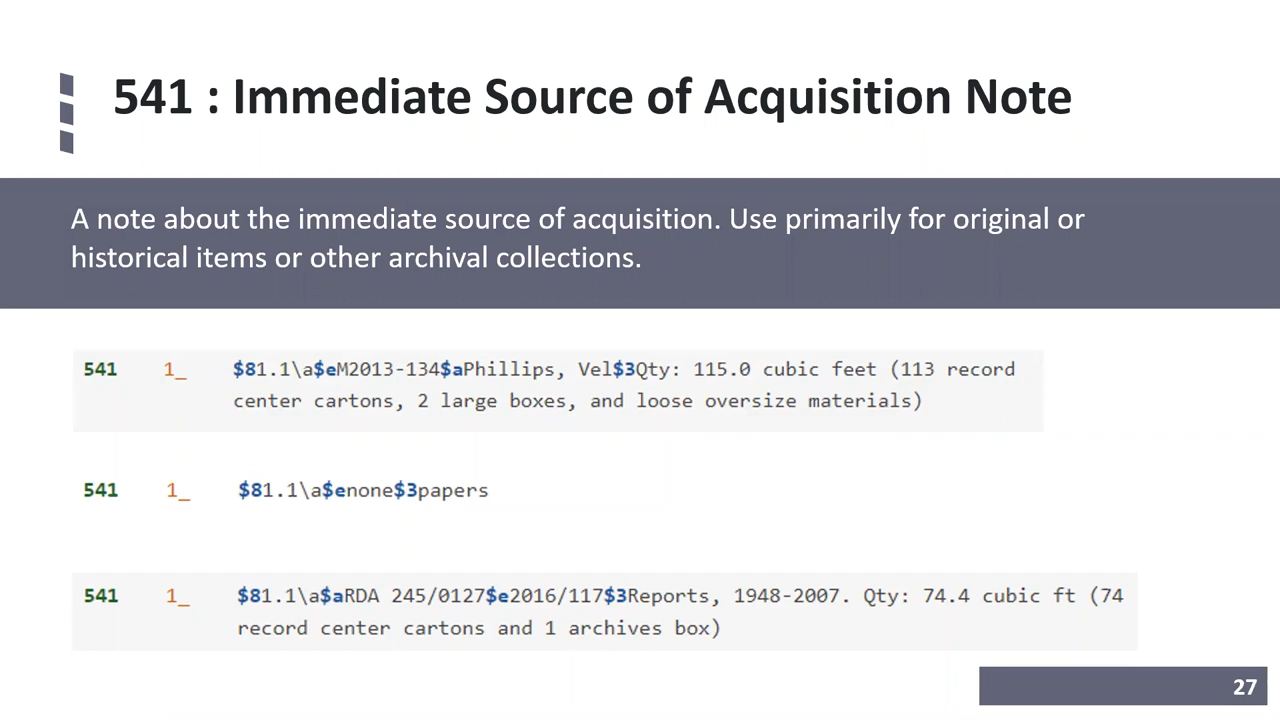 541 : Immediate Source of Acquisition Note
A note about the immediate source of acquisition. Use primarily for original or
historical items or other archival collections.
541 1_ $81.1\a$eM2013-134$aPhillips, Vel$3Qty: 115.0 cubic feet (113 record
center cartons, 2 large boxes, and loose oversize materials)
541 1_ $81.1\a$enone$3papers
541 1_ $81.1\a$aRDA 245/0127$e2016/117$3Reports, 1948-2007. Qty: 74.4 cubic ft (74
record center cartons and 1 archives box)
27